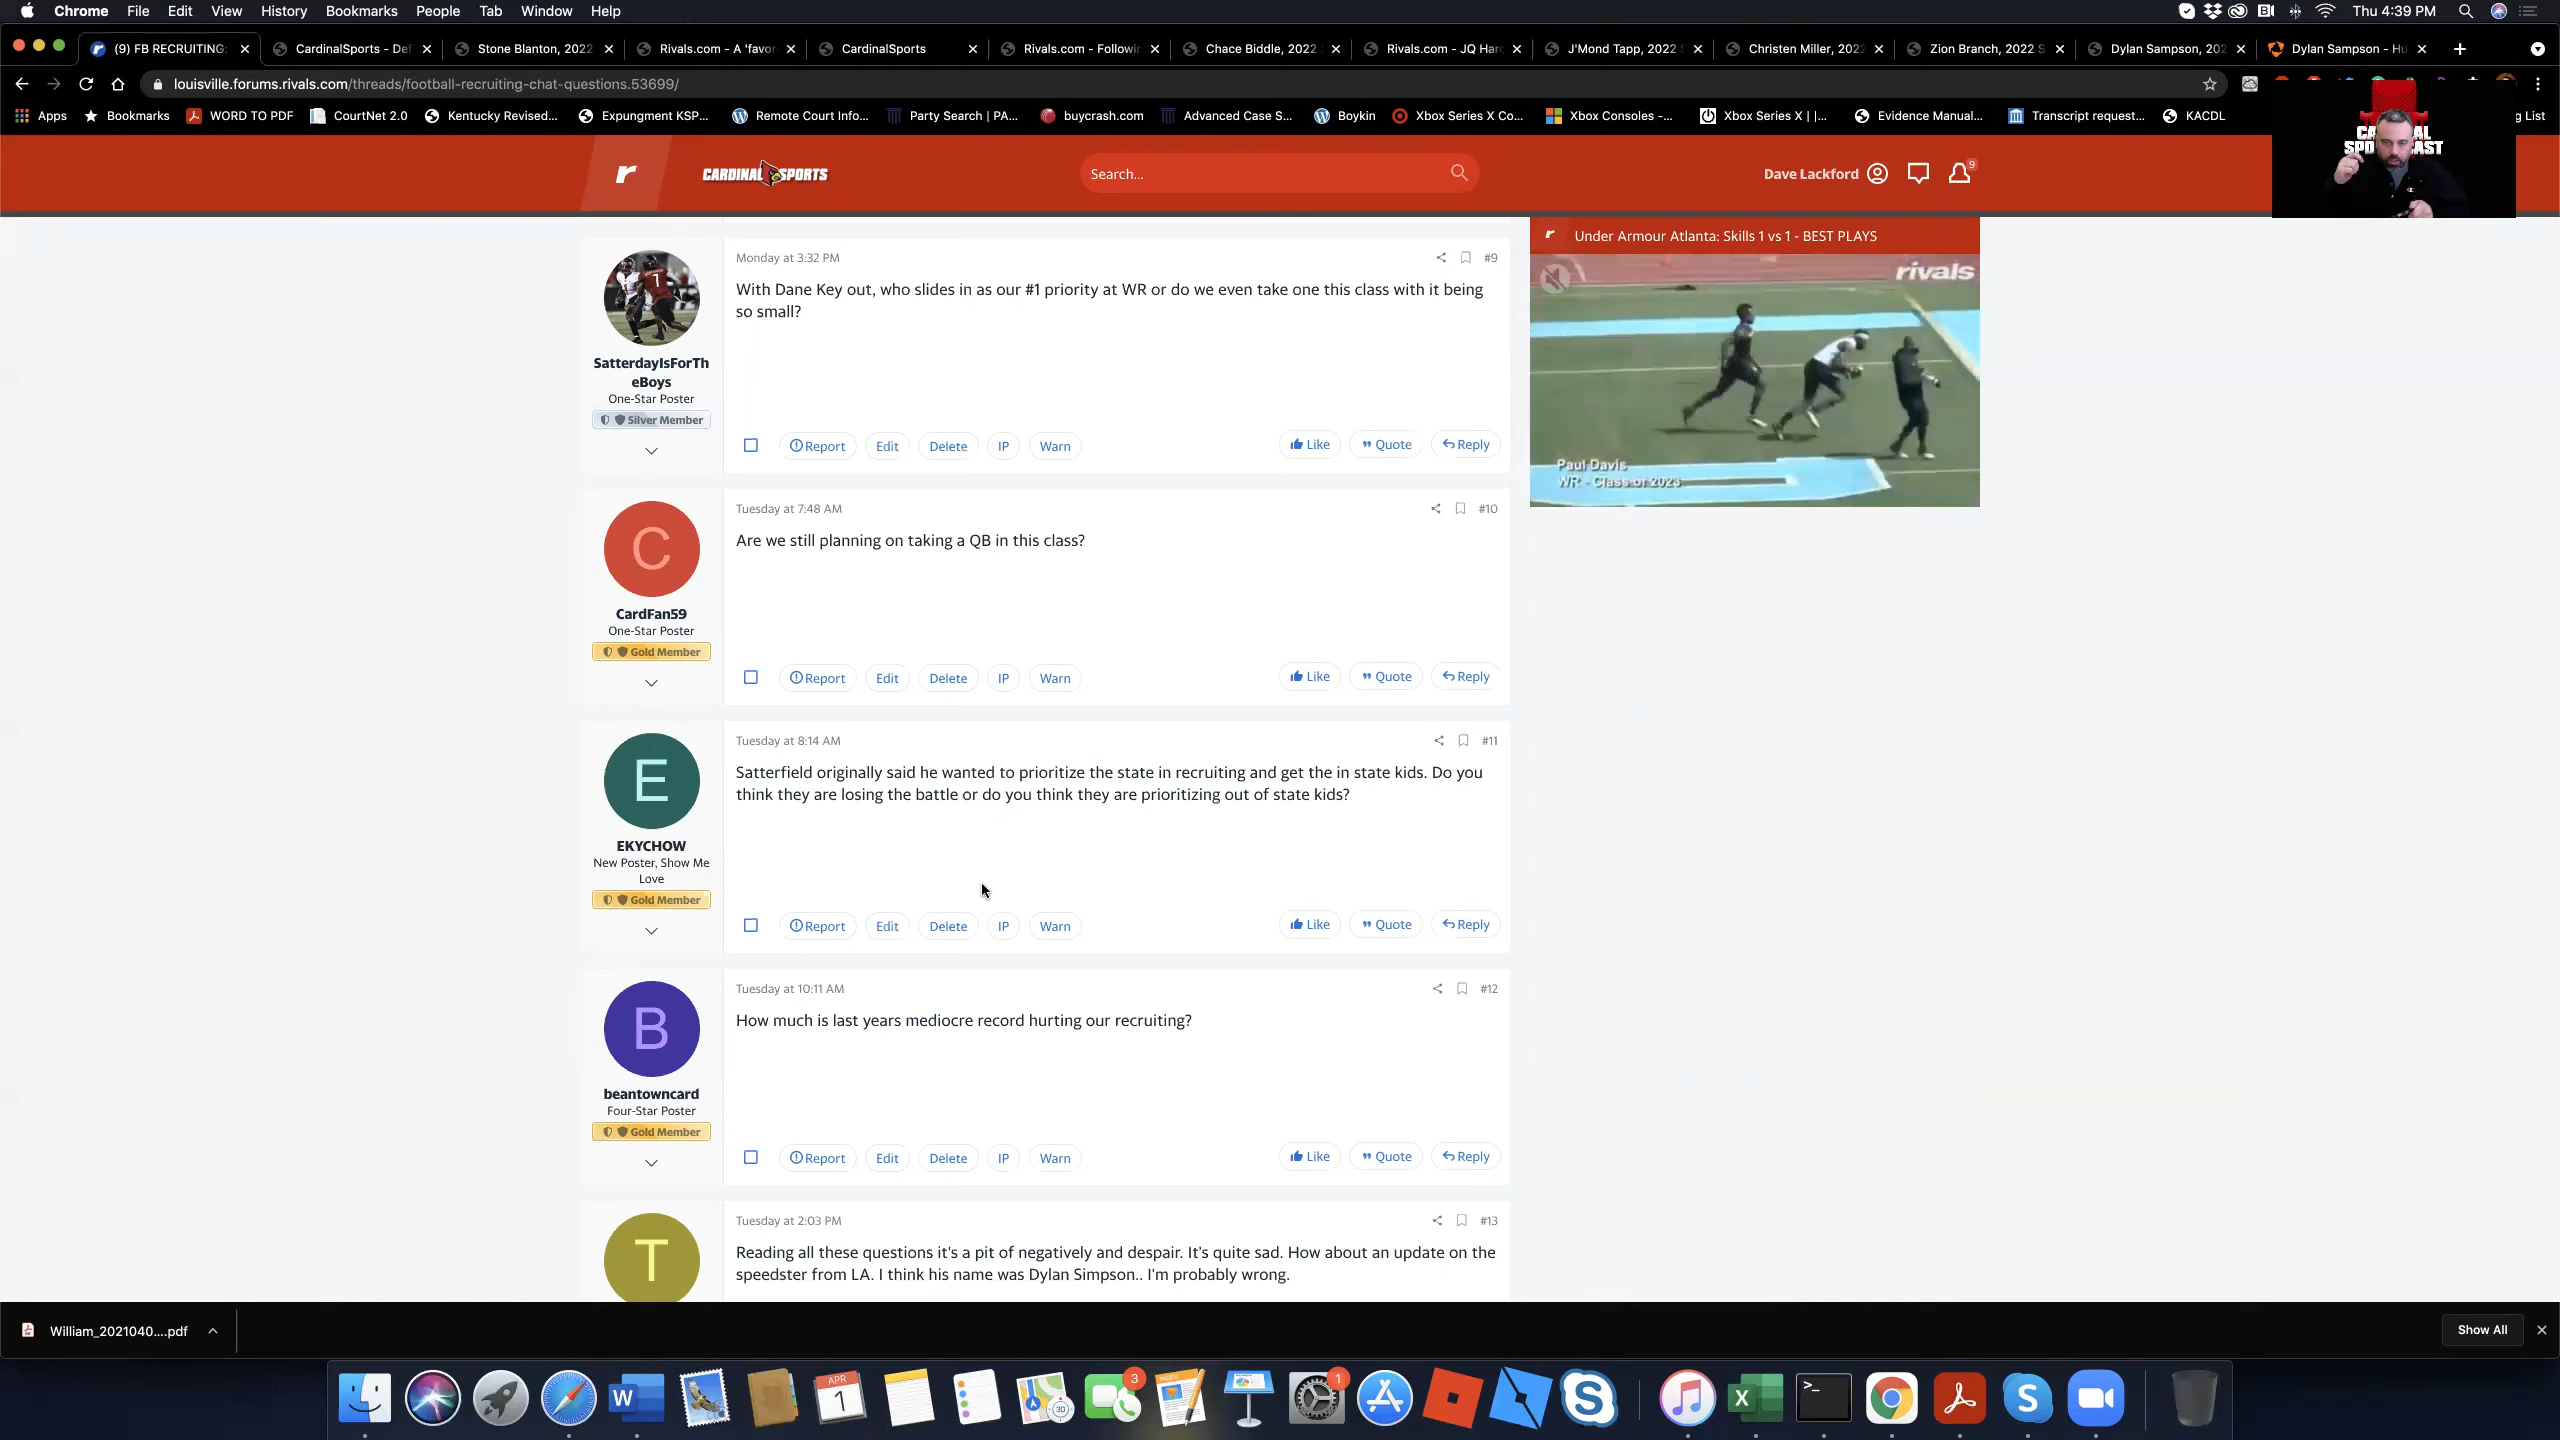 Chrome File Edit View History Bookmarks People Tab Window Help
Thu 4:39 PM
(9) FB RECRUITING: CardinalSports - Def Stone Blanton, 2022 Rivals.com - A 'favor CardinalSports Rivals.com - Followin Chace Biddle, 2022 Rivals.com - JQ Har J'Mond Tapp, 2022 S Christen Miller, 202 Zion Branch, 2022 S Dylan Sampson, 202 Dylan Sampson - Hu
louisville.forums.rivals.com/threads/football-recruiting-chat-questions.53699/
Apps Bookmarks WORD TO PDF CourtNet 2.0 Kentucky Revised... Expungment KSP... Remote Court Info... Party Search | PA... buycrash.com Advanced Case S... Boykin Xbox Series X Co... Xbox Consoles -... Xbox Series X | |... Evidence Manual... Transcript request... KACDL g List
r CARDINAL SPORTS Search... Dave Lackford 9
Under Armour Atlanta: Skills 1 vs 1 - BEST PLAYS
rivals
Paul Davis
WR - Class of 2023
Monday at 3:32 PM #9
With Dane Key out, who slides in as our #1 priority at WR or do we even take one this class with it being
so small?
SatterdayIsForTh
eBoys
One-Star Poster
Silver Member
Report Edit Delete IP Warn Like Quote Reply
Tuesday at 7:48 AM #10
Are we still planning on taking a QB in this class?
C
CardFan59
One-Star Poster
Gold Member
Report Edit Delete IP Warn Like Quote Reply
Tuesday at 8:14 AM #11
Satterfield originally said he wanted to prioritize the state in recruiting and get the in state kids. Do you
think they are losing the battle or do you think they are prioritizing out of state kids?
E
EKYCHOW
New Poster, Show Me
Love
Gold Member
Report Edit Delete IP Warn Like Quote Reply
Tuesday at 10:11 AM #12
How much is last years mediocre record hurting our recruiting?
B
beantowncard
Four-Star Poster
Gold Member
Report Edit Delete IP Warn Like Quote Reply
Tuesday at 2:03 PM #13
Reading all these questions it's a pit of negatively and despair. It's quite sad. How about an update on the
speedster from LA. I think his name was Dylan Simpson.. I'm probably wrong.
T
William_2021040....pdf
Show All
APR
1
3
1